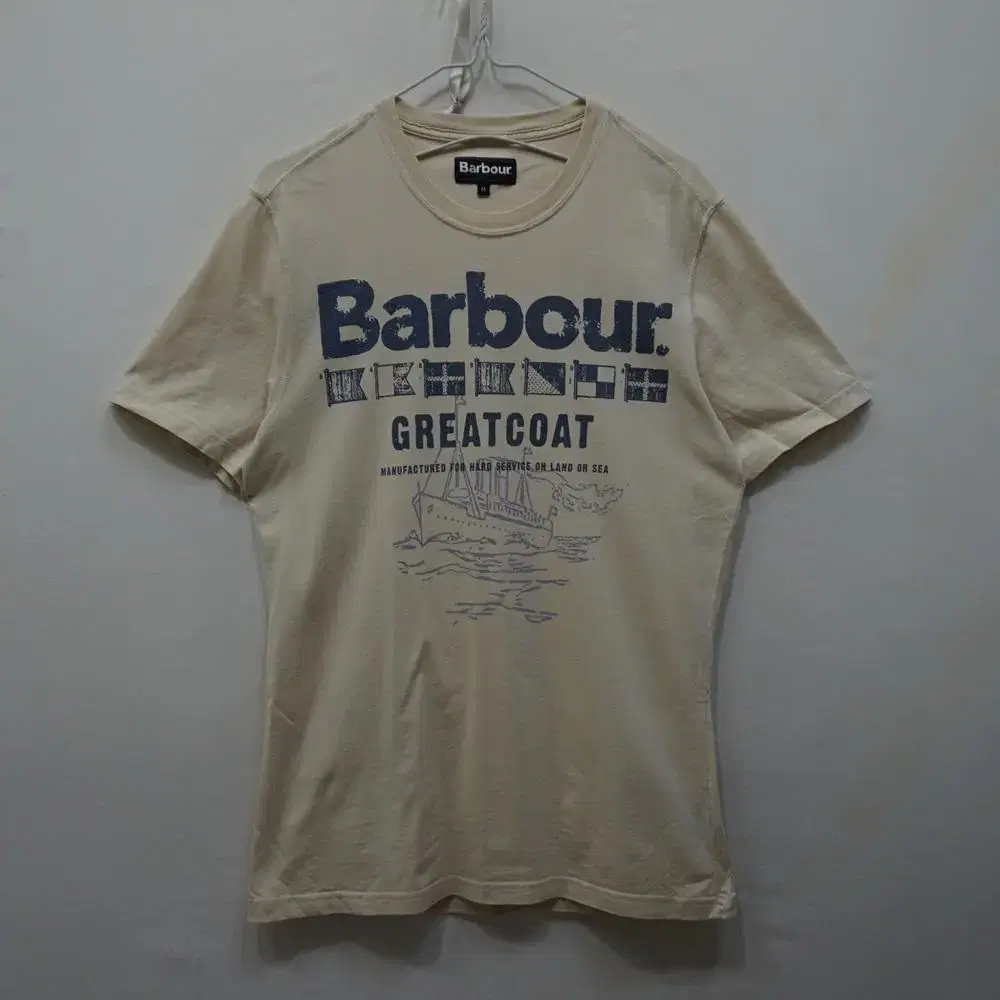 Barbour
M
Barbour.
GREATCOAT
MANUFACTURED FOR HARD SERVICE ON LAND OR SEA